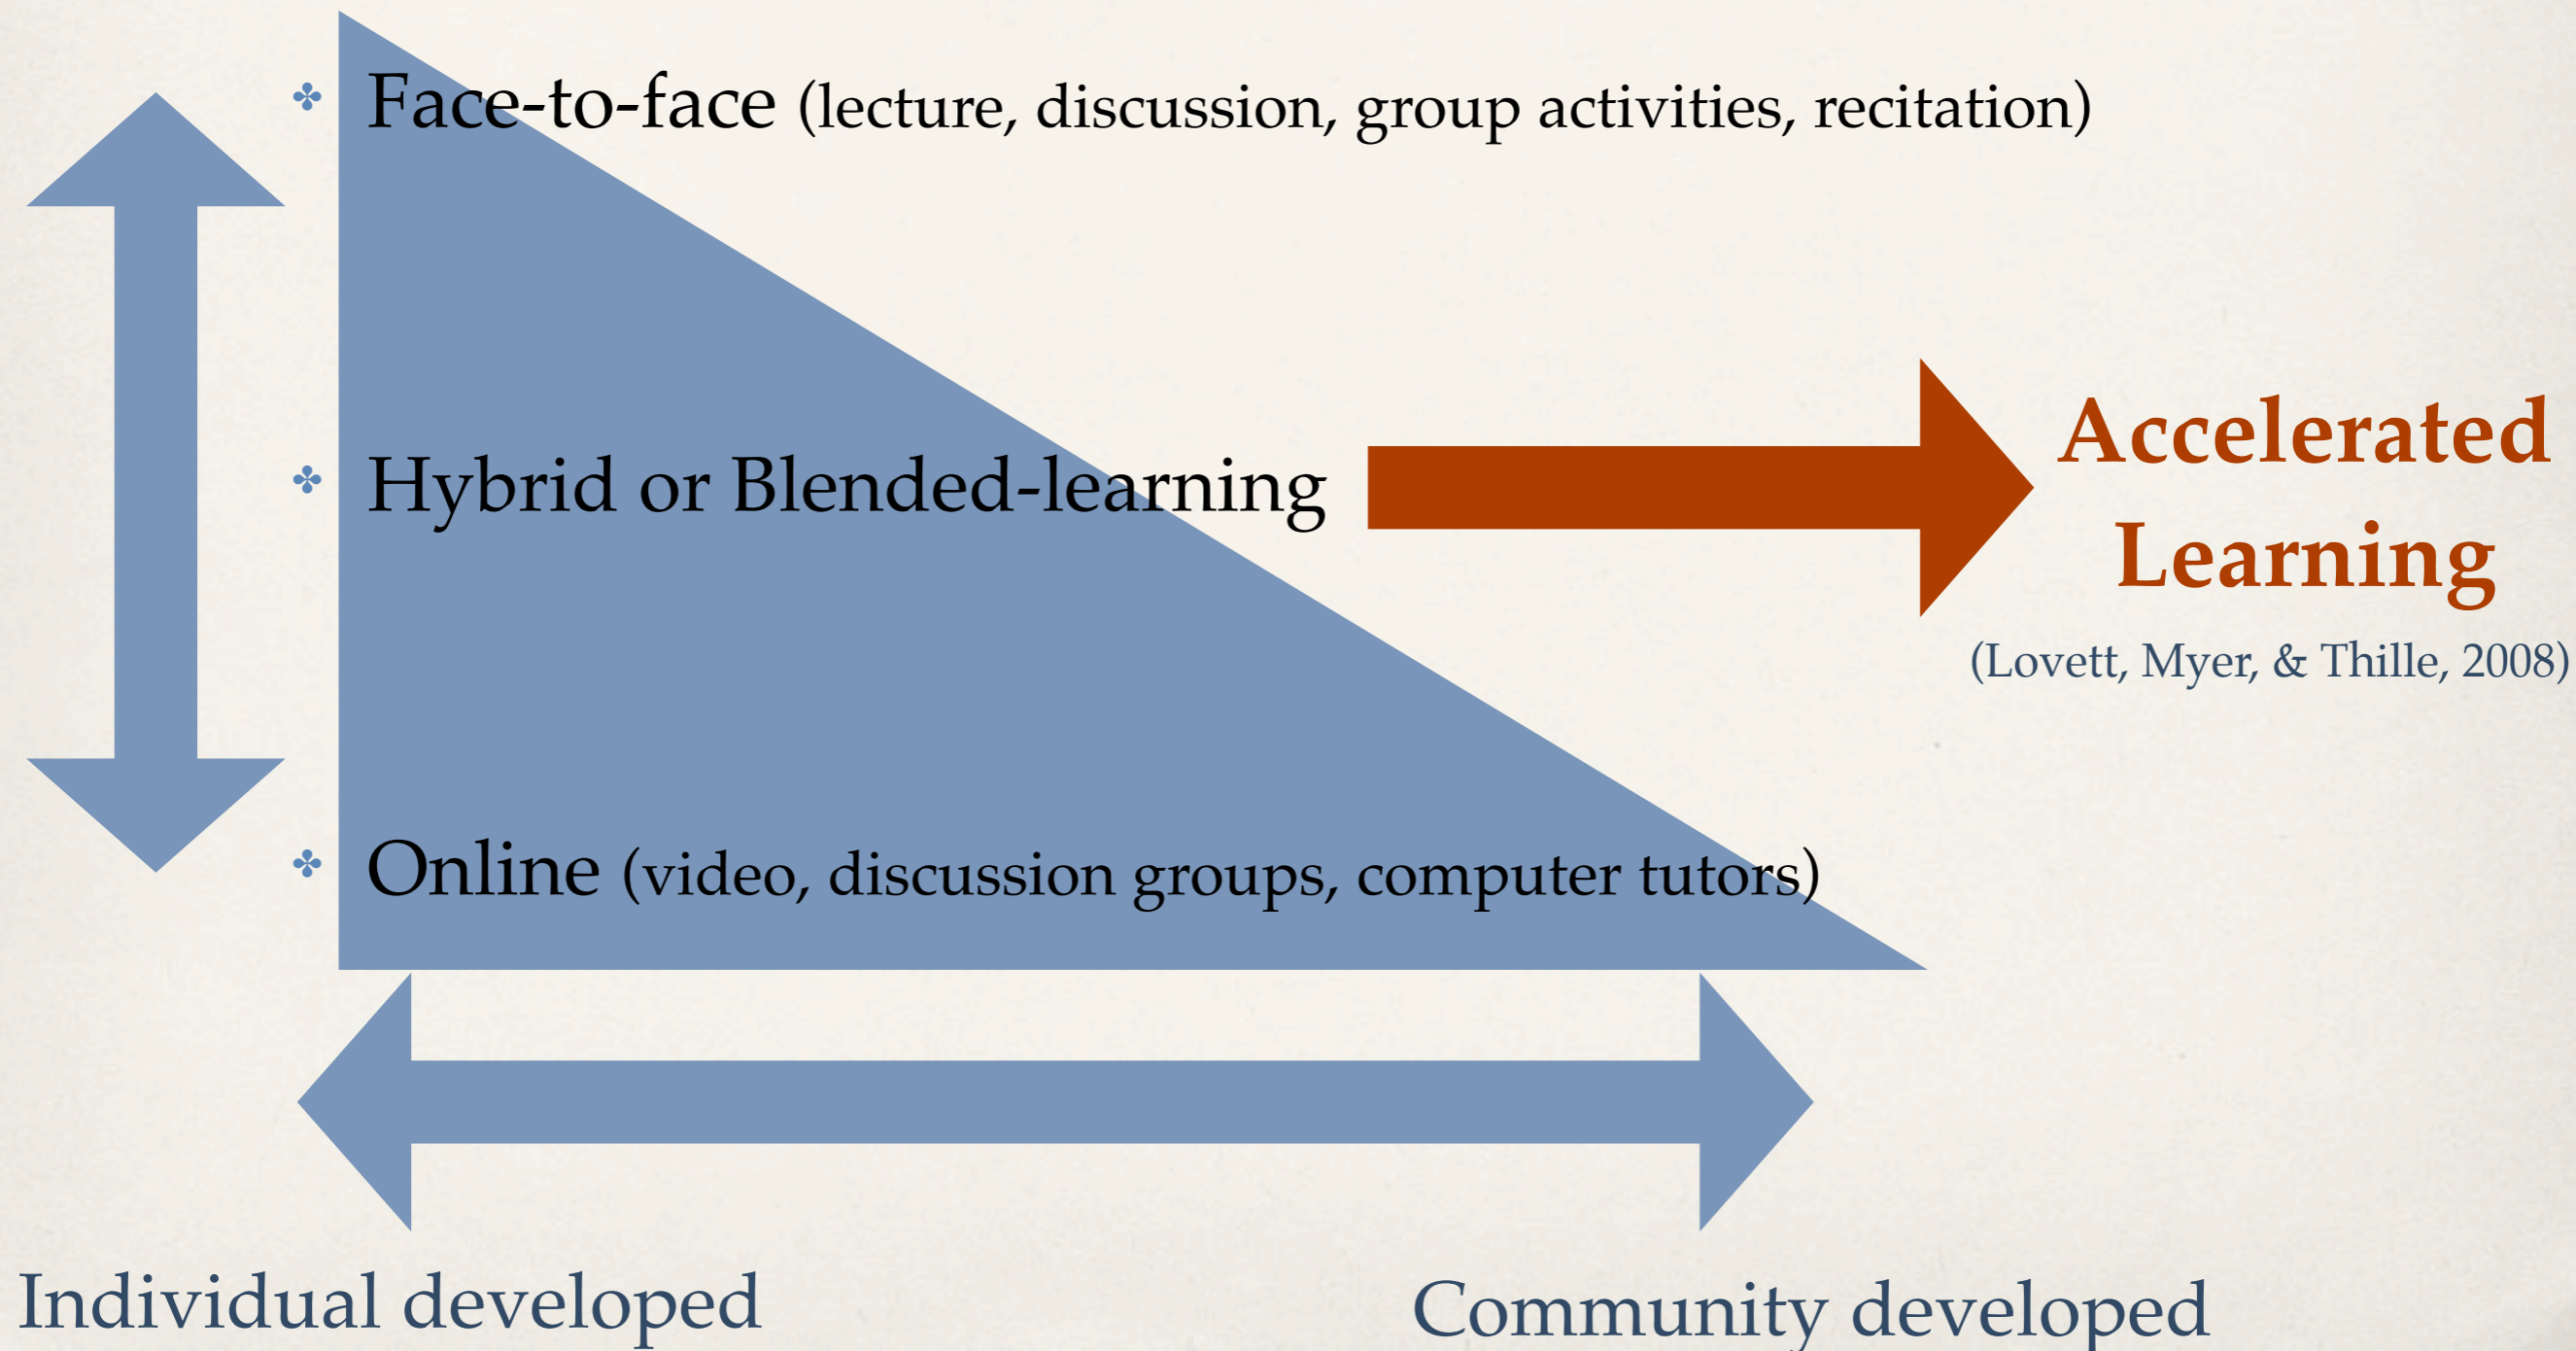 Face-to-face (lecture, discussion, group activities, recitation)
Hybrid or Blended-learning
Accelerated
Learning
(Lovett, Myer, & Thille, 2008)
Online (video, discussion groups, computer tutors)
Individual developed
Community developed